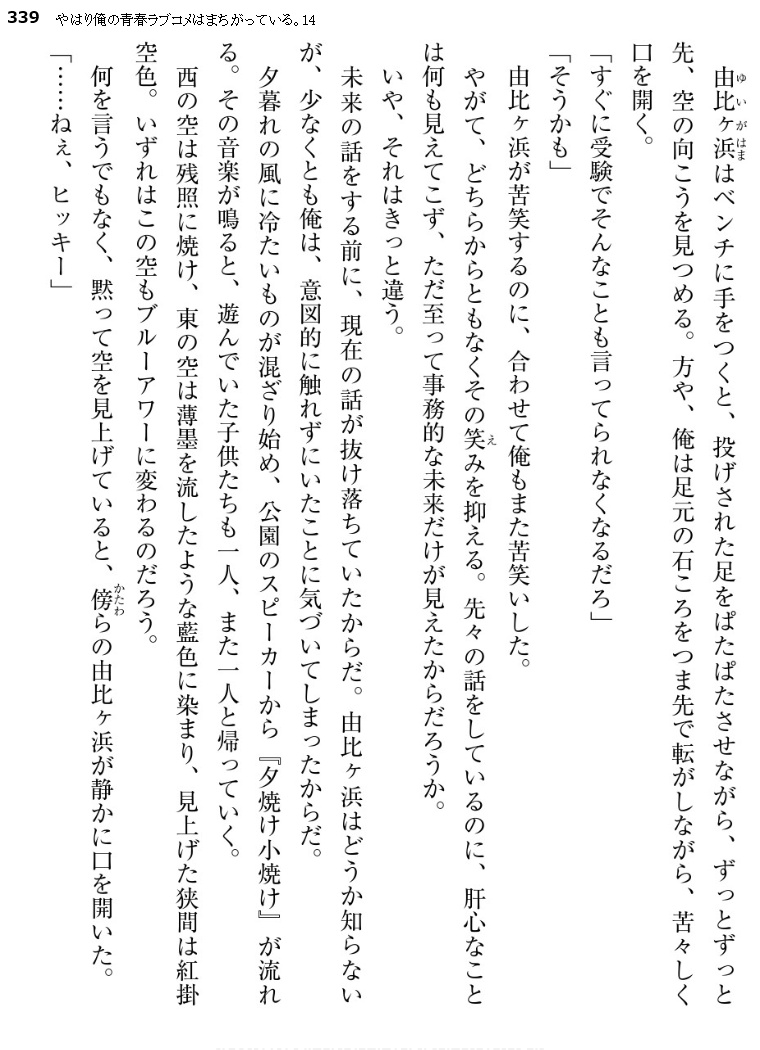 339 やはり俺の青春ラブコメはまちがっている。14
由比ヶ浜はベンチに手をつくと、投げされた足をぱたぱたさせながら、ずっとずっと
先、空の向こうを見つめる。方や、俺は足元の石ころをつま先で転がしながら、苦々しく
口を開く。
「すぐに受験でそんなことも言ってられなくなるだろ」
「そうかも」
由比ヶ浜が苦笑するのに、合わせて俺もまた苦笑いした。
やがて、どちらからともなくその笑みを抑える。先々の話をしているのに、肝心なこと
は何も見えてこず、ただ至って事務的な未来だけが見えたからだろうか。
いや、それはきっと違う。
未来の話をする前に、現在の話が抜け落ちていたからだ。由比ヶ浜はどうか知らない
が、少なくとも俺は、意図的に触れずにいたことに気づいてしまったからだ。
夕暮れの風に冷たいものが混ざり始め、公園のスピーカーから『夕焼け小焼け』が流れ
る。その音楽が鳴ると、遊んでいた子供たちも一人、また一人と帰っていく。
西の空は残照に焼け、東の空は薄墨を流したような藍色に染まり、見上げた狭間は紅掛
空色。いずれはこの空もブルーアワーに変わるのだろう。
何を言うでもなく、黙って空を見上げていると、傍らの由比ヶ浜が静かに口を開いた。
「……ねぇ、ヒッキー」